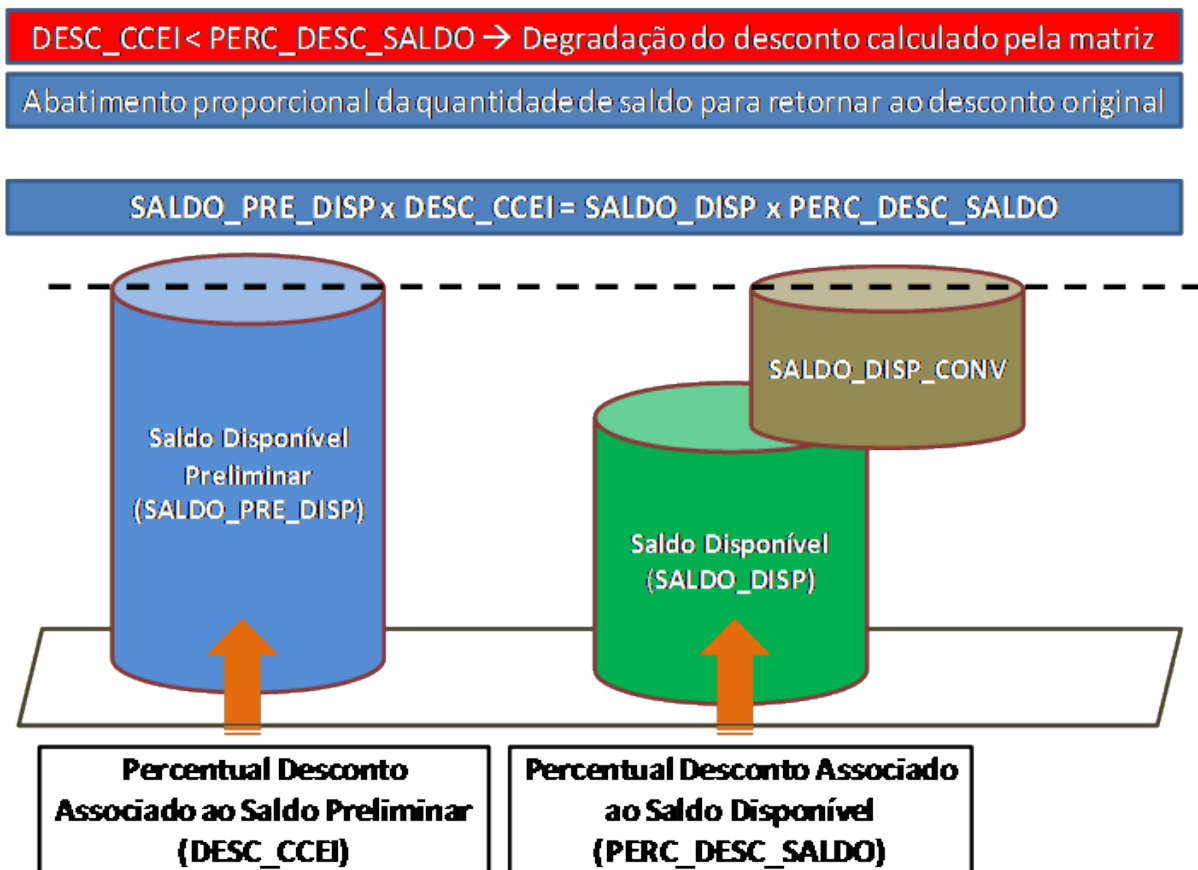 DESC_CCEI < PERC_DESC_SALDO → Degradação do desconto calculado pela matriz
Abatimento proporcional da quantidade de saldo para retornar ao desconto original
SALDO_PRE_DISP x DESC_CCEI = SALDO_DISP x PERC_DESC_SALDO
SALDO_DISP_CONV
Saldo Disponível
Preliminar
(SALDO_PRE_DISP)
Saldo Disponível
(SALDO_DISP)
Percentual Desconto
Associado ao Saldo Preliminar
(DESC_CCEI)
Percentual Desconto Associado
ao Saldo Disponível
(PERC_DESC_SALDO)